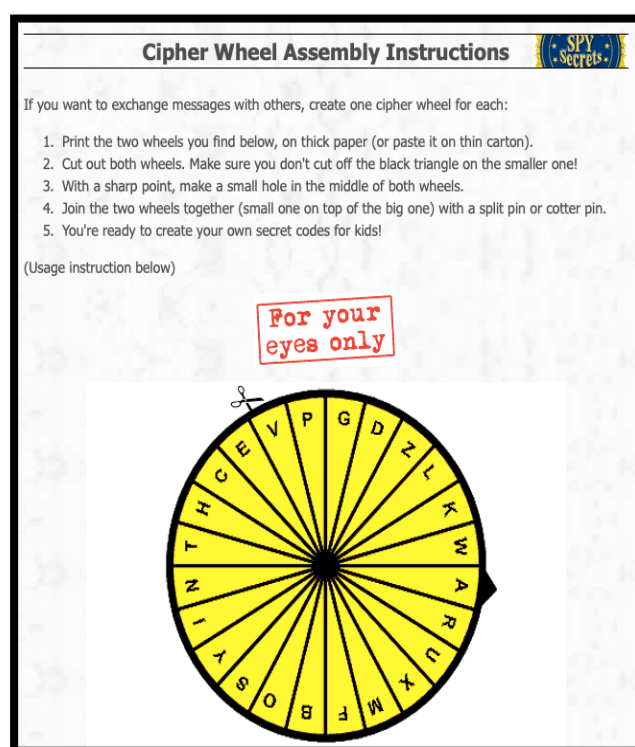 Cipher Wheel Assembly Instructions
SPY
Secrets
If you want to exchange messages with others, create one cipher wheel for each:
1. Print the two wheels you find below, on thick paper (or paste it on thin carton).
2. Cut out both wheels. Make sure you don't cut off the black triangle on the smaller one!
3. With a sharp point, make a small hole in the middle of both wheels.
4. Join the two wheels together (small one on top of the big one) with a split pin or cotter pin.
5. You're ready to create your own secret codes for kids!
(Usage instruction below)
For your
eyes only
G D Z L K W A R U X M F B O S Y I N T H C E V P